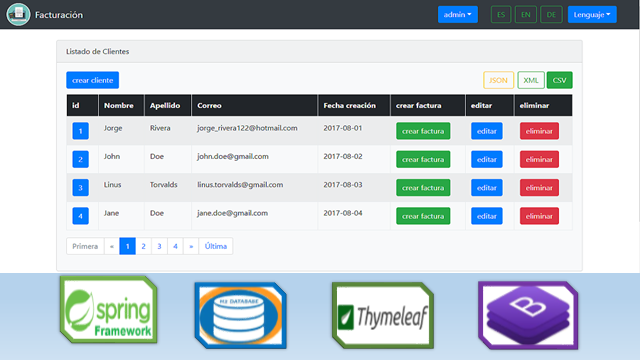 Facturación admin ES EN DE Lenguaje
Listado de Clientes
crear cliente JSON XML CSV
id Nombre Apellido Correo Fecha creación crear factura editar eliminar
1 Jorge Rivera jorge_rivera122@hotmail.com 2017-08-01 crear factura editar eliminar
2 John Doe john.doe@gmail.com 2017-08-02 crear factura editar eliminar
3 Linus Torvalds linus.torvalds@gmail.com 2017-08-03 crear factura editar eliminar
4 Jane Doe jane.doe@gmail.com 2017-08-04 crear factura editar eliminar
Primera « 1 2 3 4 » Última
spring
Framework
DATABASE
Thymeleaf
B